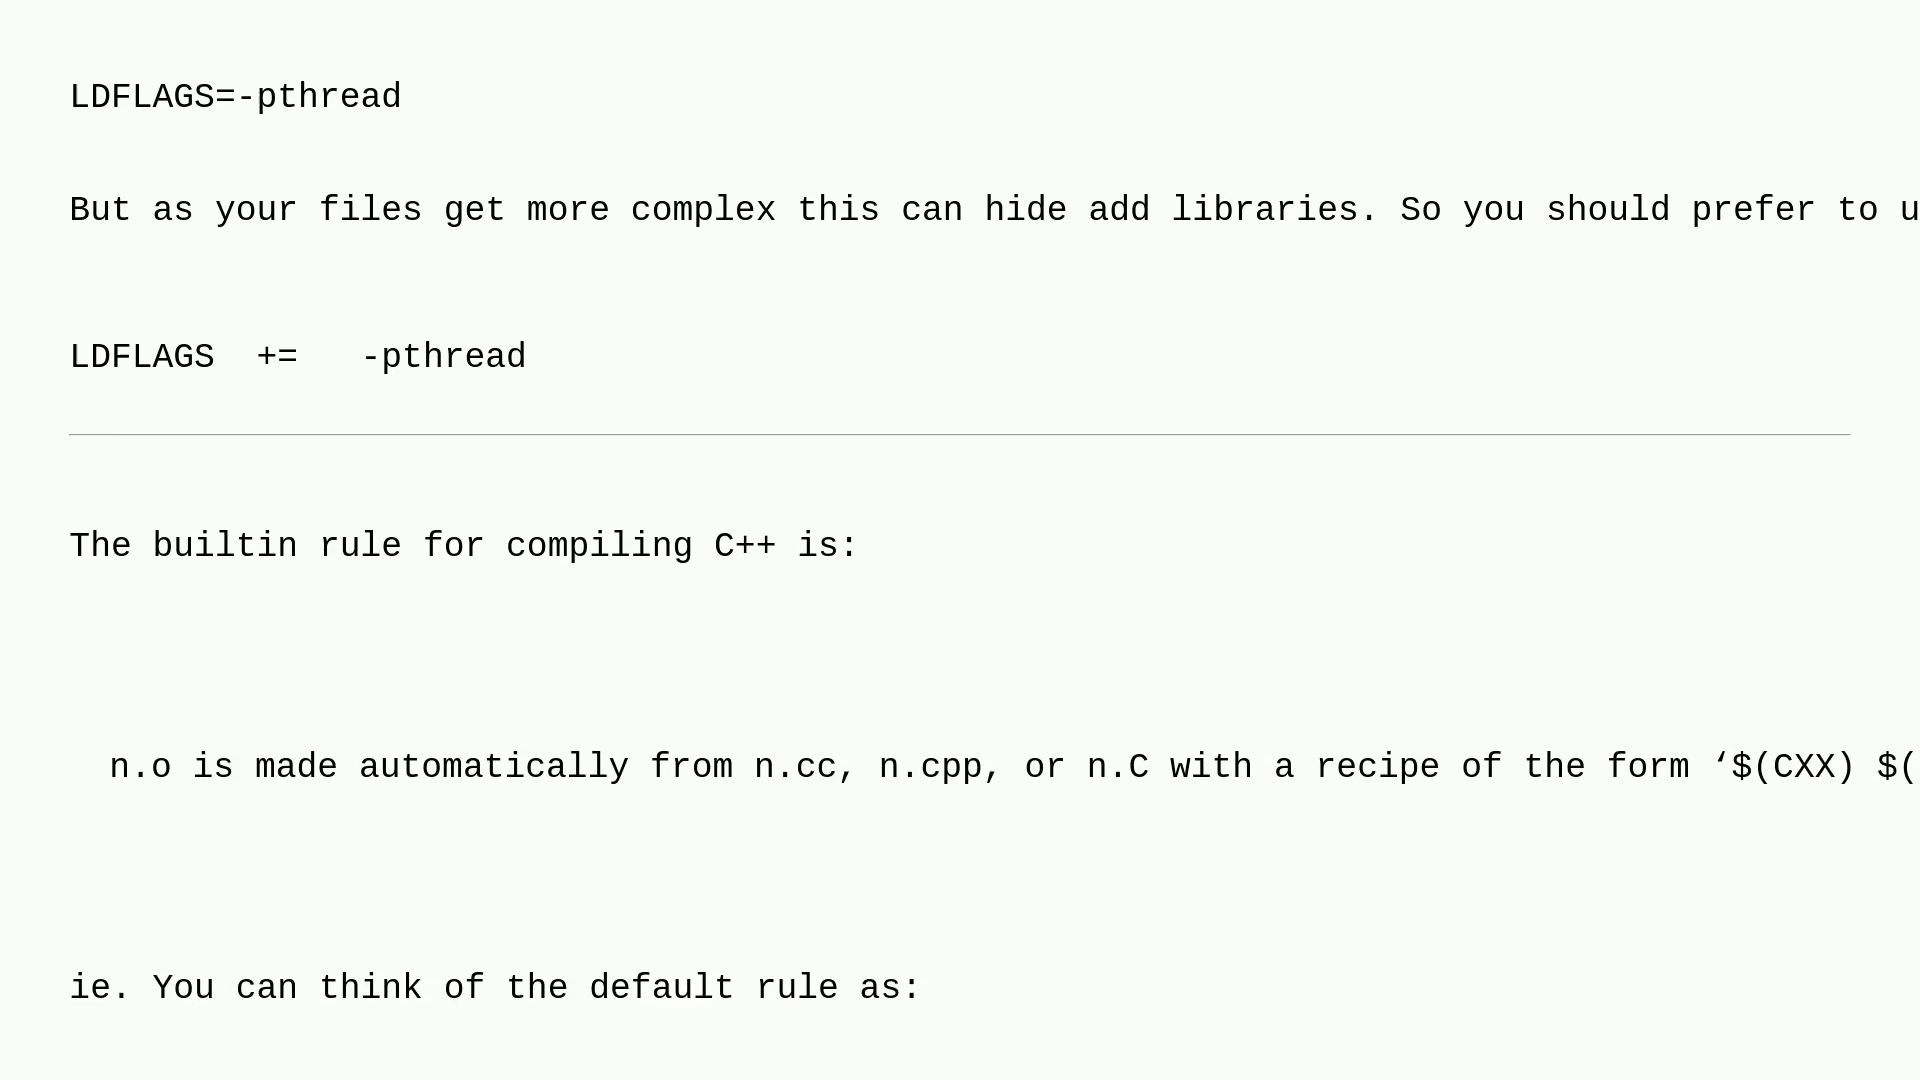 LDFLAGS=-pthread
But as your files get more complex this can hide add libraries. So you should prefer to u
LDFLAGS  +=   -pthread
The builtin rule for compiling C++ is:
n.o is made automatically from n.cc, n.cpp, or n.C with a recipe of the form ‘$(CXX) $(
ie. You can think of the default rule as: